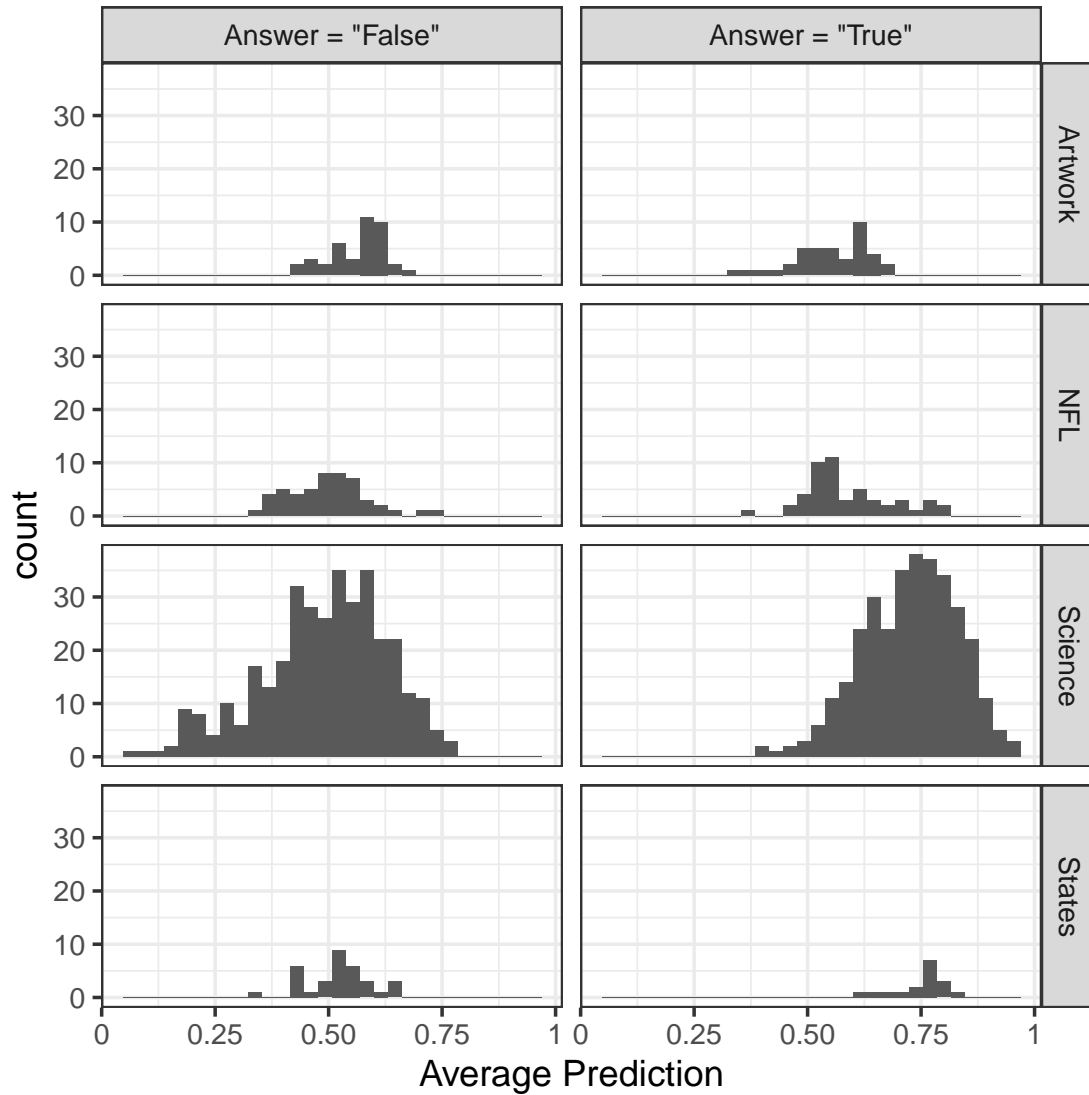 Answer = "False"
Answer = "True"
30
20
10
0
Artwork
30
20
10
0
NFL
count
30
20
10
0
Science
30
20
10
0
States
0 0.25 0.50 0.75 1 0 0.25 0.50 0.75 1
Average Prediction